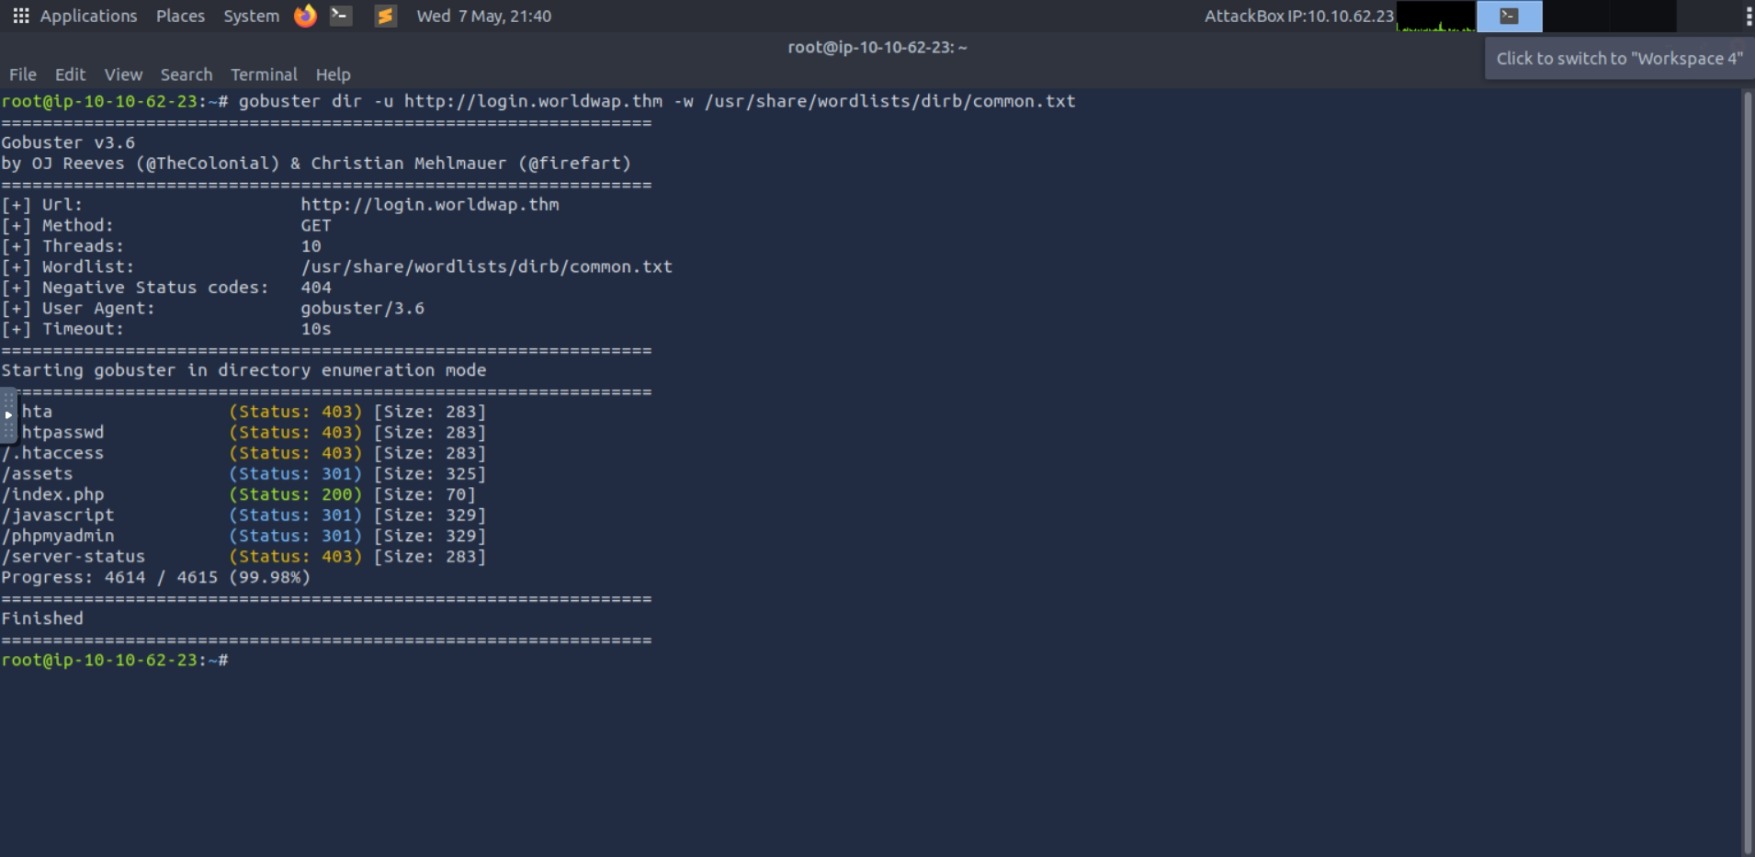 Applications Places System Wed 7 May, 21:40 AttackBox IP:10.10.62.23
root@ip-10-10-62-23: ~
Click to switch to "Workspace 4"
File Edit View Search Terminal Help
root@ip-10-10-62-23:~# gobuster dir -u http://login.worldwap.thm -w /usr/share/wordlists/dirb/common.txt
===============================================================
Gobuster v3.6
by OJ Reeves (@TheColonial) & Christian Mehlmauer (@firefart)
===============================================================
[+] Url: http://login.worldwap.thm
[+] Method: GET
[+] Threads: 10
[+] Wordlist: /usr/share/wordlists/dirb/common.txt
[+] Negative Status codes: 404
[+] User Agent: gobuster/3.6
[+] Timeout: 10s
===============================================================
Starting gobuster in directory enumeration mode
===============================================================
hta (Status: 403) [Size: 283]
htpasswd (Status: 403) [Size: 283]
/.htaccess (Status: 403) [Size: 283]
/assets (Status: 301) [Size: 325]
/index.php (Status: 200) [Size: 70]
/javascript (Status: 301) [Size: 329]
/phpmyadmin (Status: 301) [Size: 329]
/server-status (Status: 403) [Size: 283]
Progress: 4614 / 4615 (99.98%)
===============================================================
Finished
===============================================================
root@ip-10-10-62-23:~#